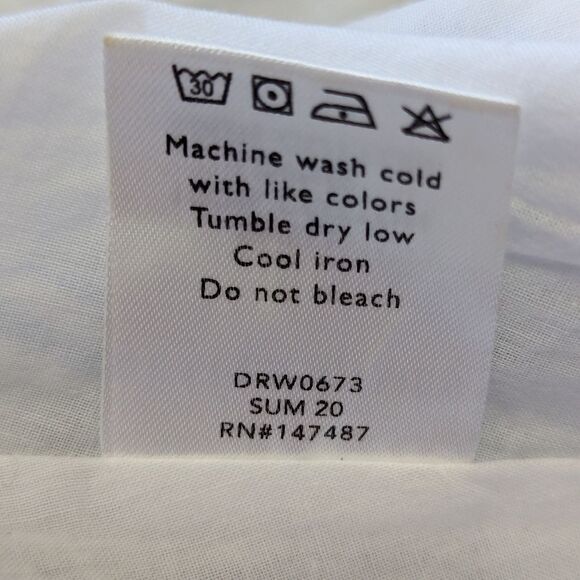 30
Machine wash cold
with like colors
Tumble dry low
Cool iron
Do not bleach
DRW0673
SUM 20
RN#147487